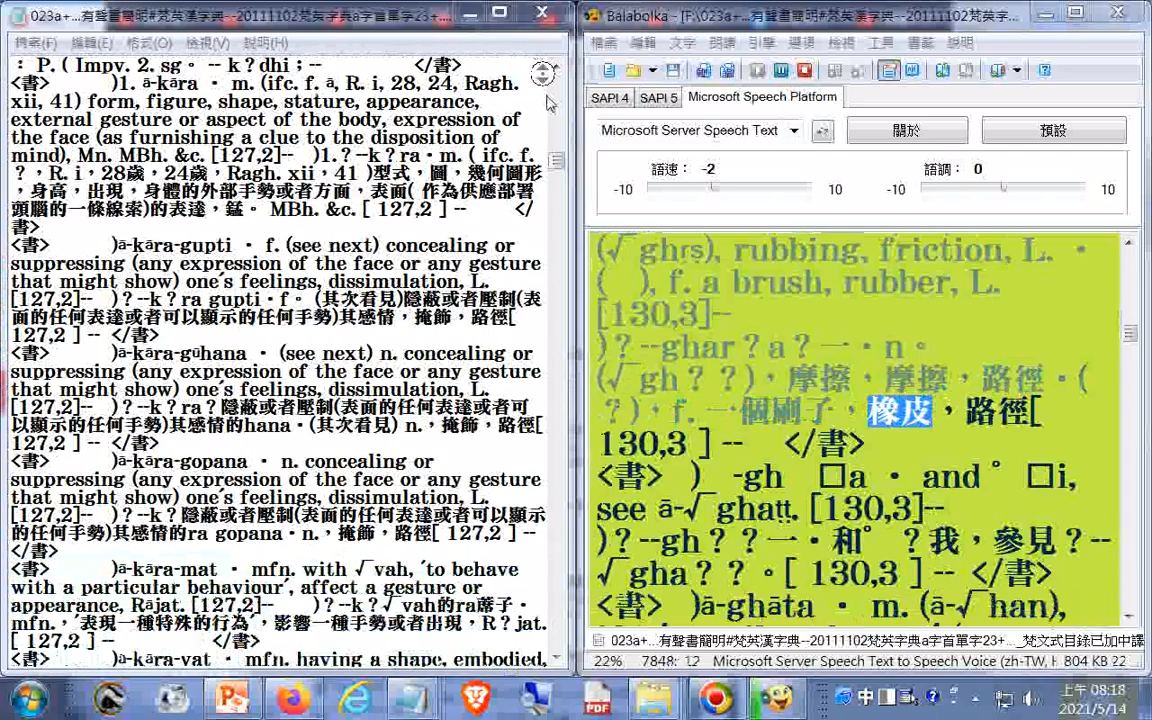 023a+...有聲書簡明#梵英漢字典--20111102梵英字典a字首單字23+...
檔案(F) 編輯(E) 格式(O) 檢視(V) 說明(H)
: P. ( Impv. 2. sg。 -- k？dhi；-- </書>
<書> )1. ā-kāra · m. (ifc. f. ā, R. i, 28, 24, Ragh.
xii, 41) form, figure, shape, stature, appearance,
external gesture or aspect of the body, expression of
the face (as furnishing a clue to the disposition of
mind), Mn. MBh. &c. [127,2]-- )1.？--k？ra·m. ( ifc. f.
？，R. i，28歲，24歲，Ragh. xii，41 )型式，圖，幾何圖形
，身高，出現，身體的外部手勢或者方面，表面( 作為供應部署
頭腦的一條線索)的表達，錳。 MBh. &c. [ 127,2 ] -- </
書>
<書> )ā-kāra-gupti · f. (see next) concealing or
suppressing (any expression of the face or any gesture
that might show) one's feelings, dissimulation, L.
[127,2]-- )？--k？ra gupti·f。 (其次看見)隱蔽或者壓制(表
面的任何表達或者可以顯示的任何手勢)其感情，掩飾，路徑[
127,2 ] -- </書>
<書> )ā-kāra-gūhana · (see next) n. concealing or
suppressing (any expression of the face or any gesture
that might show) one's feelings, dissimulation, L.
[127,2]-- )？--k？ra？隱蔽或者壓制(表面的任何表達或者可
以顯示的任何手勢)其感情的hana·(其次看見) n.，掩飾，路徑[
127,2 ] -- </書>
<書> )ā-kāra-gopana · n. concealing or
suppressing (any expression of the face or any gesture
that might show) one's feelings, dissimulation, L.
[127,2]-- )？--k？隱蔽或者壓制(表面的任何表達或者可以顯示
的任何手勢)其感情的ra gopana·n.，掩飾，路徑[ 127,2 ] --
</書>
<書> )ā-kāra-mat · mfn. with √vah, 'to behave
with a particular behaviour', affect a gesture or
appearance, Rājat. [127,2]-- )？--k？√vah的ra蓆子·
mfn.，'表現一種特殊的行為'，影響一種手勢或者出現，R？jat.
[ 127,2 ] -- </書>
<書> )ā-kāra-vat · mfn. having a shape, embodied,
Balabolka - [F:\023a+...有聲書簡明#梵英漢字典--20111102梵英字...
檔案 編輯 文字 朗讀 引擎 選項 檢視 工具 書籤 說明
SAPI 4 SAPI 5 Microsoft Speech Platform
Microsoft Server Speech Text 關於 預設
語速： -2 語調： 0
-10 10 -10 10
(√ghṛṣ), rubbing, friction, L. ·
( ), f. a brush, rubber, L.
[130,3]--
)？--ghar？a？一·n。
(√gh？？)，摩擦，摩擦，路徑·(
？)，f. 一個刷子，橡皮，路徑[
130,3 ] -- </書>
<書> ) -gh □a · and ° □i,
see ā-√ghaṭṭ. [130,3]--
)？--gh？？一·和°？我，參見？--
√gha？？。[ 130,3 ] -- </書>
<書> )ā-ghāta · m. (ā-√han),
023a+...有聲書簡明#梵英漢字典--20111102梵英字典a字首單字23+..._梵文式目錄已加中譯
22% 7848: 12 Microsoft Server Speech Text to Speech Voice (zh-TW, H 804 KB 22
中 上午 08:18
2021/5/14